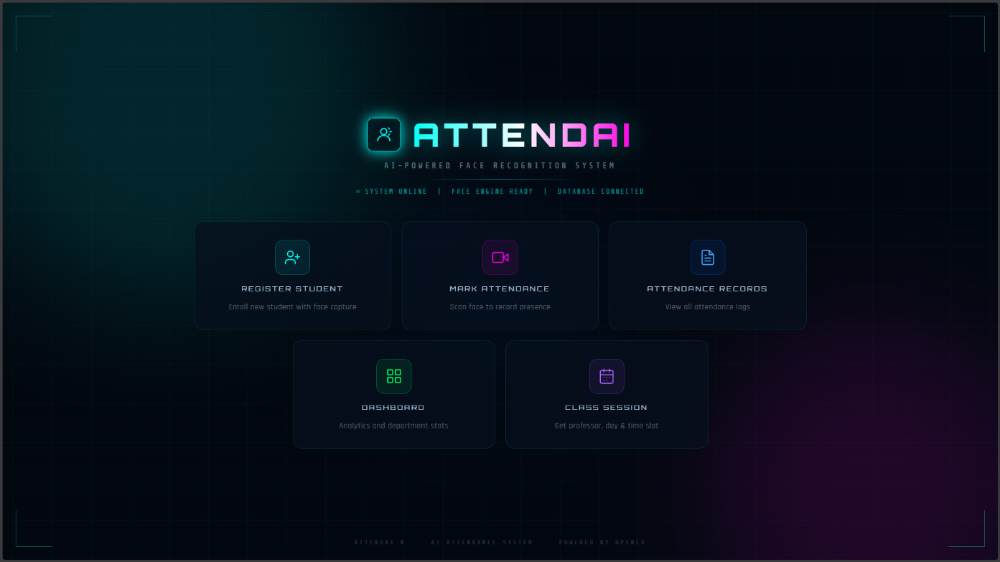 ATTENDAI
AI-POWERED FACE RECOGNITION SYSTEM
SYSTEM ONLINE | FACE ENGINE READY | DATABASE CONNECTED
REGISTER STUDENT
Enroll new student with face capture
MARK ATTENDANCE
Scan face to record presence
ATTENDANCE RECORDS
View all attendance logs
DASHBOARD
Analytics and department stats
CLASS SESSION
Set professor, day & time slot
AI ATTENDANCE SYSTEM · POWERED BY OPENCV